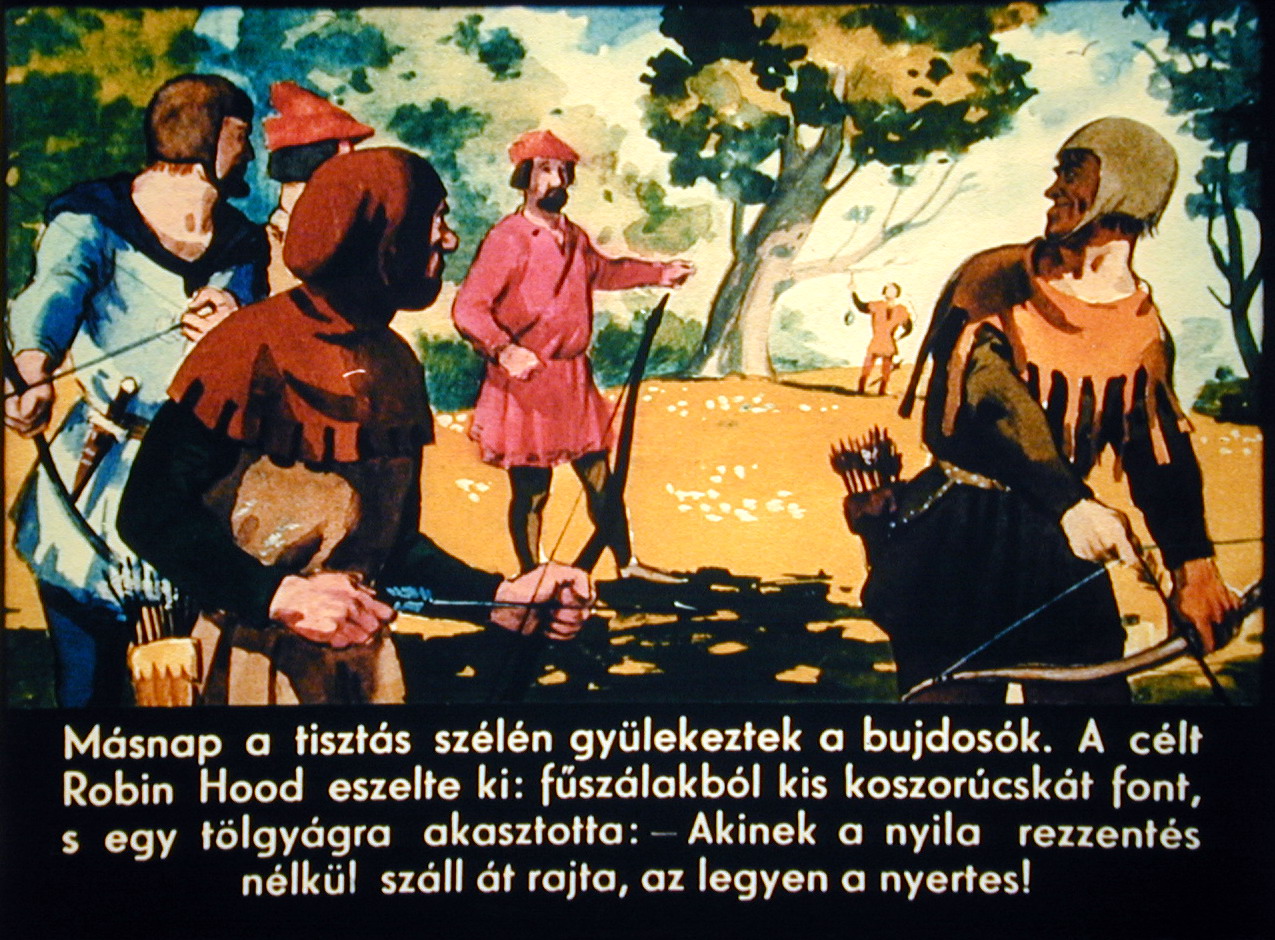 Másnap a tisztás szélén gyülekeztek a bujdosók. A célt
Robin Hood eszelte ki: fűszálakból kis koszorúcskát font,
s egy tölgyágra akasztotta: – Akinek a nyila rezzentés
nélkül száll át rajta, az legyen a nyertes!